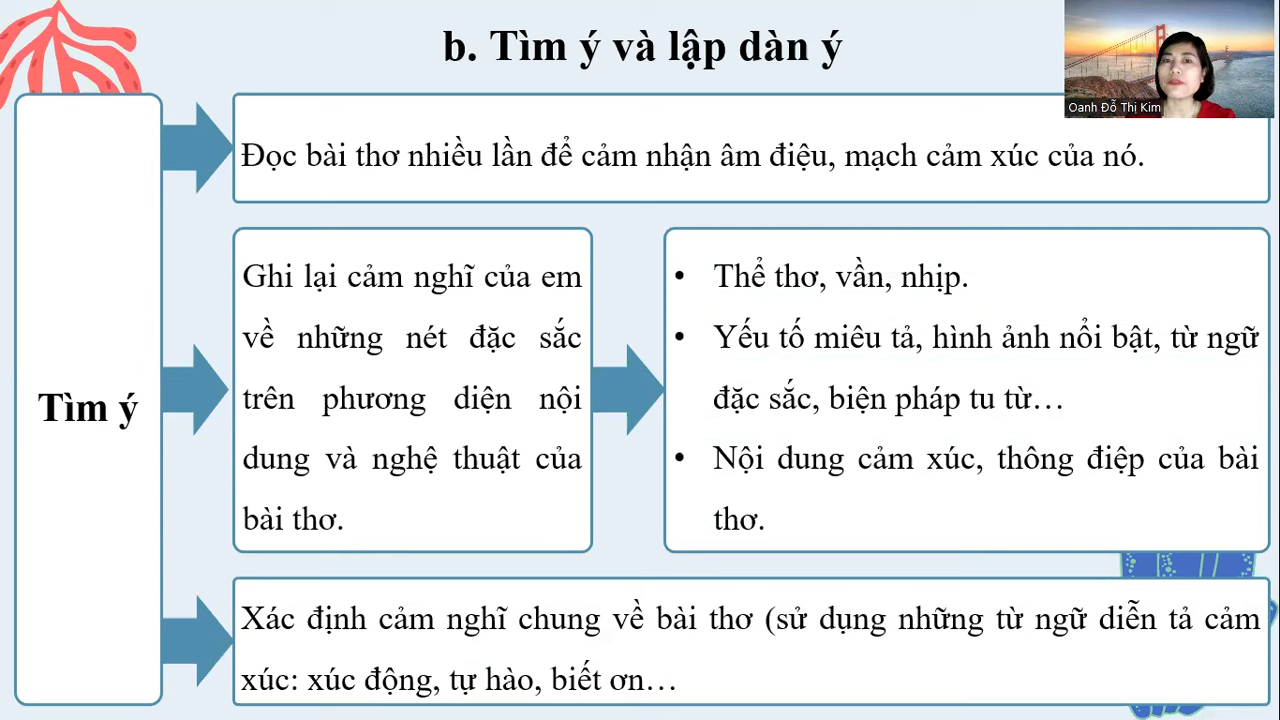 b. Tìm ý và lập dàn ý
Oanh Đỗ Thị Kim
Đọc bài thơ nhiều lần để cảm nhận âm điệu, mạch cảm xúc của nó.
Tìm ý
Ghi lại cảm nghĩ của em
về những nét đặc sắc
trên phương diện nội
dung và nghệ thuật của
bài thơ.
• Thể thơ, vần, nhịp.
• Yếu tố miêu tả, hình ảnh nổi bật, từ ngữ
đặc sắc, biện pháp tu từ…
• Nội dung cảm xúc, thông điệp của bài
thơ.
Xác định cảm nghĩ chung về bài thơ (sử dụng những từ ngữ diễn tả cảm
xúc: xúc động, tự hào, biết ơn…